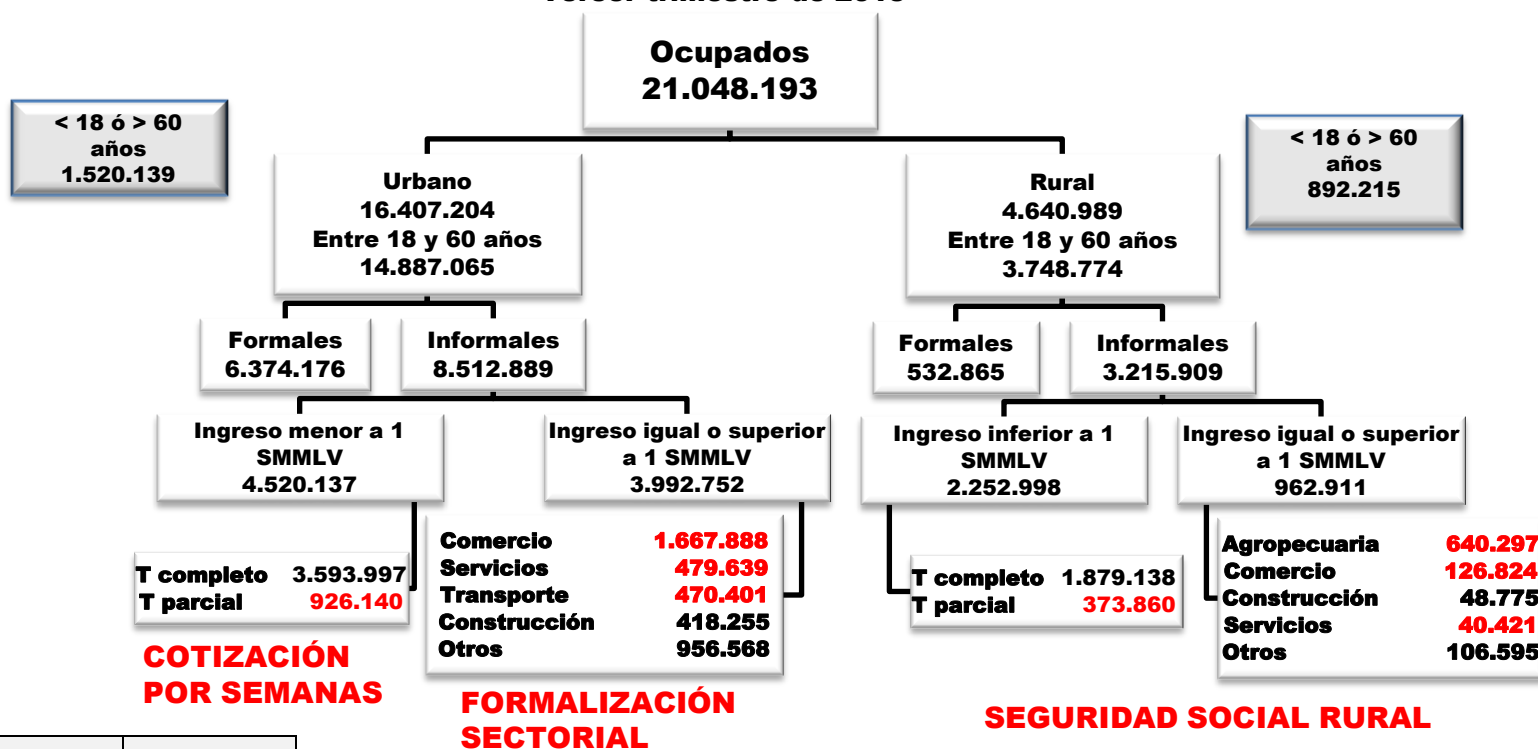 Ocupados
21.048.193
< 18 ó > 60
años
1.520.139
< 18 ó > 60
años
892.215
Urbano
16.407.204
Entre 18 y 60 años
14.887.065
Rural
4.640.989
Entre 18 y 60 años
3.748.774
Formales
6.374.176
Informales
8.512.889
Formales
532.865
Informales
3.215.909
Ingreso menor a 1
SMMLV
4.520.137
Ingreso igual o superior
a 1 SMMLV
3.992.752
Ingreso inferior a 1
SMMLV
2.252.998
Ingreso igual o superior
a 1 SMMLV
962.911
T completo 3.593.997
T parcial 926.140
Comercio 1.667.888
Servicios 479.639
Transporte 470.401
Construcción 418.255
Otros 956.568
T completo 1.879.138
T parcial 373.860
Agropecuaria 640.297
Comercio 126.824
Construcción 48.775
Servicios 40.421
Otros 106.595
COTIZACIÓN
POR SEMANAS
FORMALIZACIÓN
SECTORIAL
SEGURIDAD SOCIAL RURAL